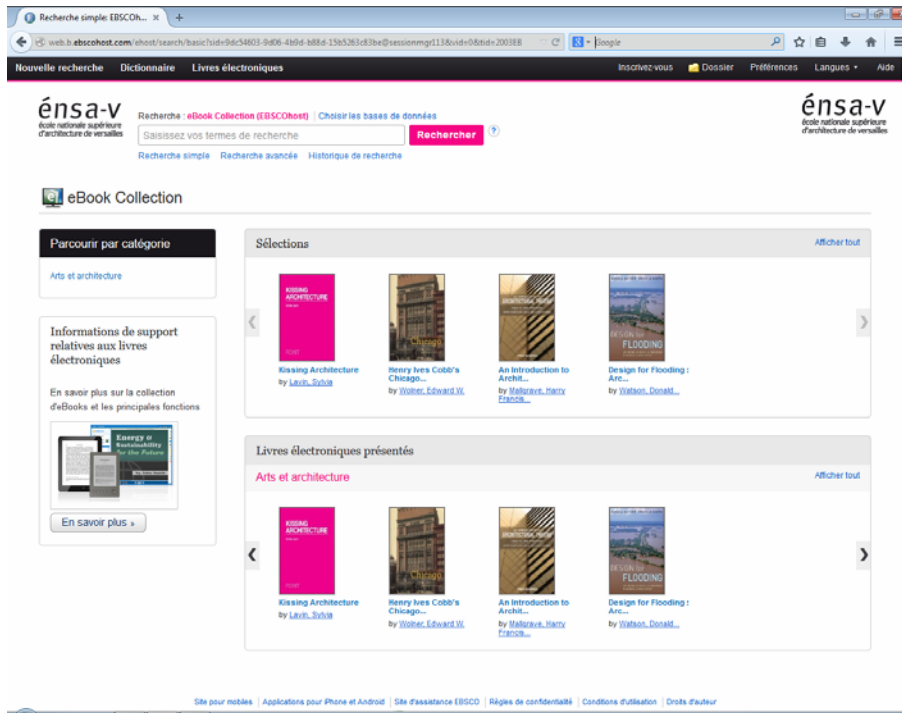 Recherche simple: EBSCOh...
web.b.ebscohost.com/ehost/search/basic?sid=9dc54603-9d06-4b9d-b88d-15b5263c83be@sessionmgr113&vid=0&tid=2003EB
Google
Nouvelle recherche Dictionnaire Livres électroniques Inscrivez-vous Dossier Préférences Langues Aide
énsa-v
école nationale supérieure
d'architecture de versailles
Recherche : eBook Collection (EBSCOhost) Choisir les bases de données
Saisissez vos termes de recherche Rechercher ?
Recherche simple Recherche avancée Historique de recherche
énsa-v
école nationale supérieure
d'architecture de versailles
eBook Collection
Parcourir par catégorie
Arts et architecture
Informations de support
relatives aux livres
électroniques
En savoir plus sur la collection
d'eBooks et les principales fonctions
Energy &
Sustainability
for the Future
En savoir plus »
Sélections Afficher tout
KISSING
ARCHITECTURE
Chicago
DESIGN for
FLOODING
Kissing Architecture
by Lavin, Sylvia
Henry Ives Cobb's
Chicago...
by Wolner, Edward W.
An Introduction to
Archit...
by Mallgrave, Harry
Francis...
Design for Flooding :
Arc...
by Watson, Donald...
Livres électroniques présentés
Arts et architecture Afficher tout
KISSING
ARCHITECTURE
Chicago
DESIGN for
FLOODING
Kissing Architecture
by Lavin, Sylvia
Henry Ives Cobb's
Chicago...
by Wolner, Edward W.
An Introduction to
Archit...
by Mallgrave, Harry
Francis...
Design for Flooding :
Arc...
by Watson, Donald...
Site pour mobiles Applications pour iPhone et Android Site d'assistance EBSCO Règles de confidentialité Conditions d'utilisation Droits d'auteur